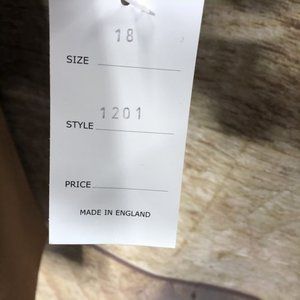 18
SIZE
1201
STYLE
PRICE
MADE IN ENGLAND